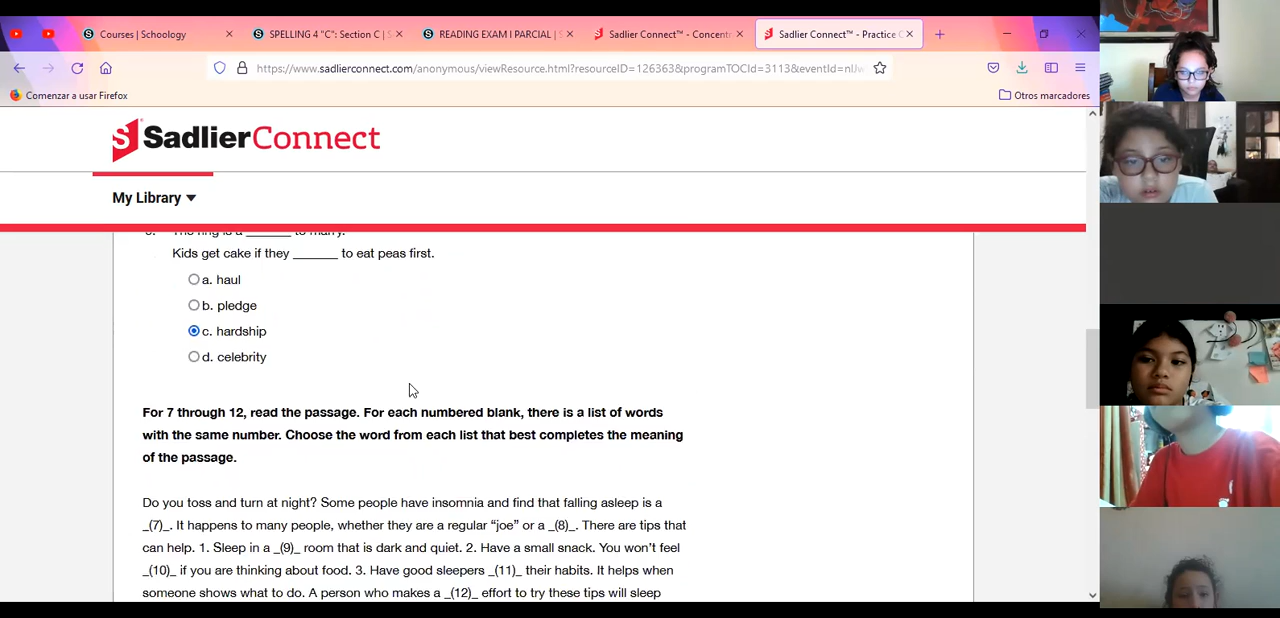 Courses | Schoology
SPELLING 4 "C": Section C | S
READING EXAM I PARCIAL | S
Sadlier Connect™ - Concent
Sadlier Connect™ - Practice C
https://www.sadlierconnect.com/anonymous/viewResource.html?resourceID=126363&programTOCId=3113&eventId=nlJw
Comenzar a usar Firefox
Otros marcadores
SadlierConnect
My Library
The ring is a _______ to marry.
Kids get cake if they _______ to eat peas first.
a. haul
b. pledge
c. hardship
d. celebrity
For 7 through 12, read the passage. For each numbered blank, there is a list of words
with the same number. Choose the word from each list that best completes the meaning
of the passage.
Do you toss and turn at night? Some people have insomnia and find that falling asleep is a
_(7)_. It happens to many people, whether they are a regular “joe” or a _(8)_. There are tips that
can help. 1. Sleep in a _(9)_ room that is dark and quiet. 2. Have a small snack. You won’t feel
_(10)_ if you are thinking about food. 3. Have good sleepers _(11)_ their habits. It helps when
someone shows what to do. A person who makes a _(12)_ effort to try these tips will sleep